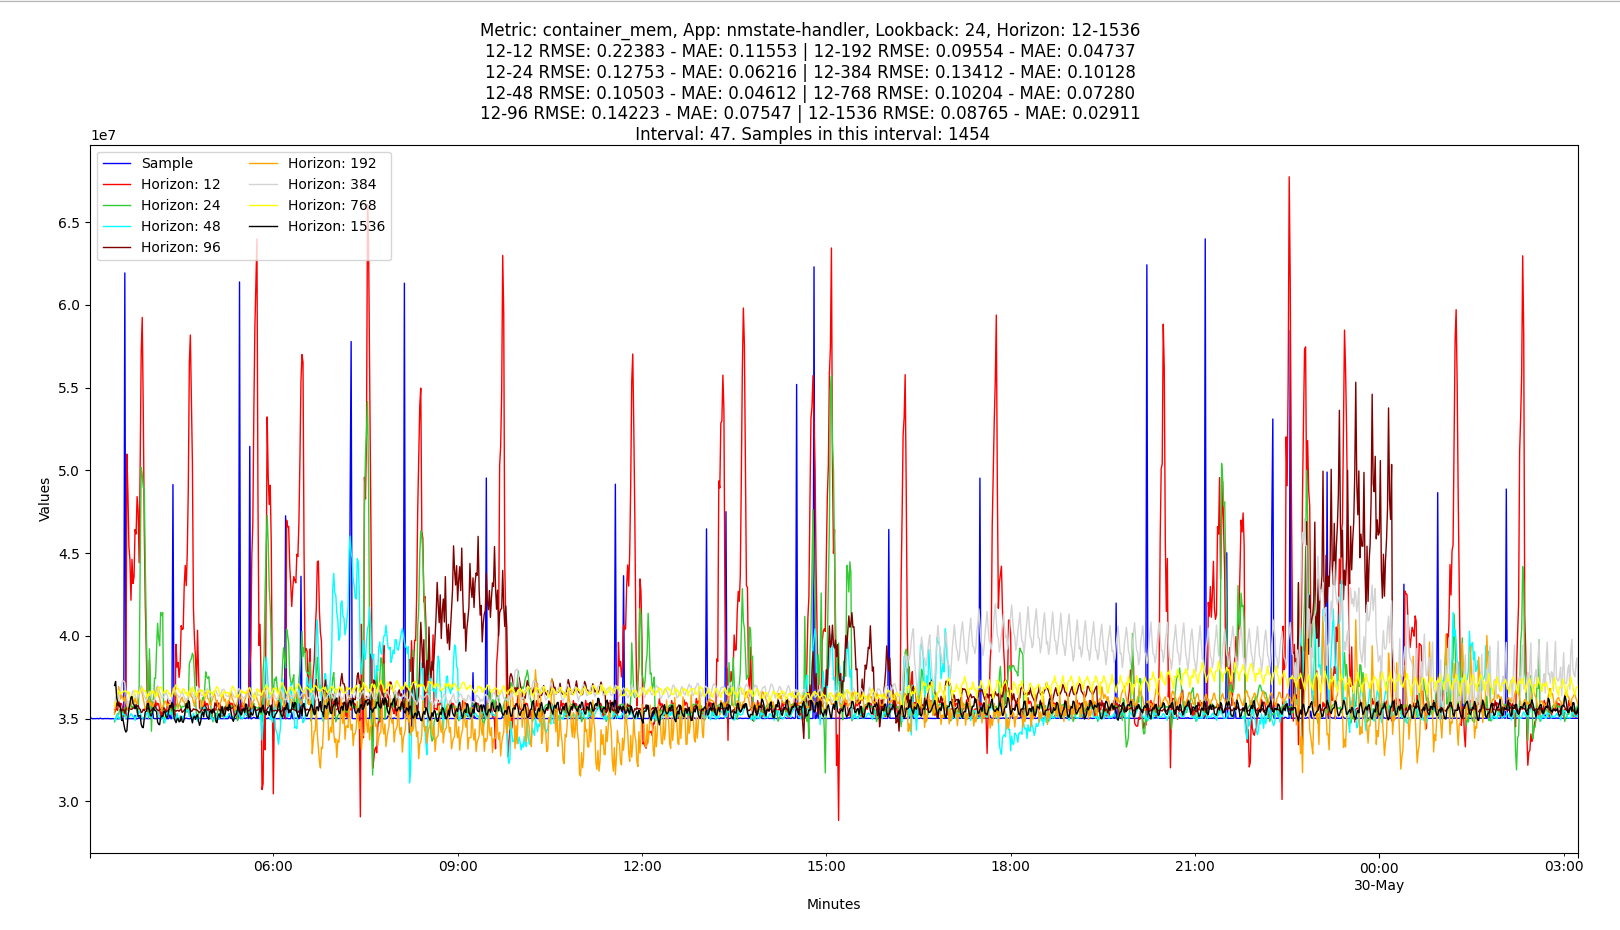 Metric: container_mem, App: nmstate-handler, Lookback: 24, Horizon: 12-1536
12-12 RMSE: 0.22383 - MAE: 0.11553 | 12-192 RMSE: 0.09554 - MAE: 0.04737
12-24 RMSE: 0.12753 - MAE: 0.06216 | 12-384 RMSE: 0.13412 - MAE: 0.10128
12-48 RMSE: 0.10503 - MAE: 0.04612 | 12-768 RMSE: 0.10204 - MAE: 0.07280
12-96 RMSE: 0.14223 - MAE: 0.07547 | 12-1536 RMSE: 0.08765 - MAE: 0.02911
Interval: 47. Samples in this interval: 1454
1e7
Sample
Horizon: 12
Horizon: 24
Horizon: 48
Horizon: 96
Horizon: 192
Horizon: 384
Horizon: 768
Horizon: 1536
6.5
6.0
5.5
5.0
4.5
4.0
3.5
3.0
Values
06:00
09:00
12:00
15:00
18:00
21:00
00:00
30-May
03:00
Minutes